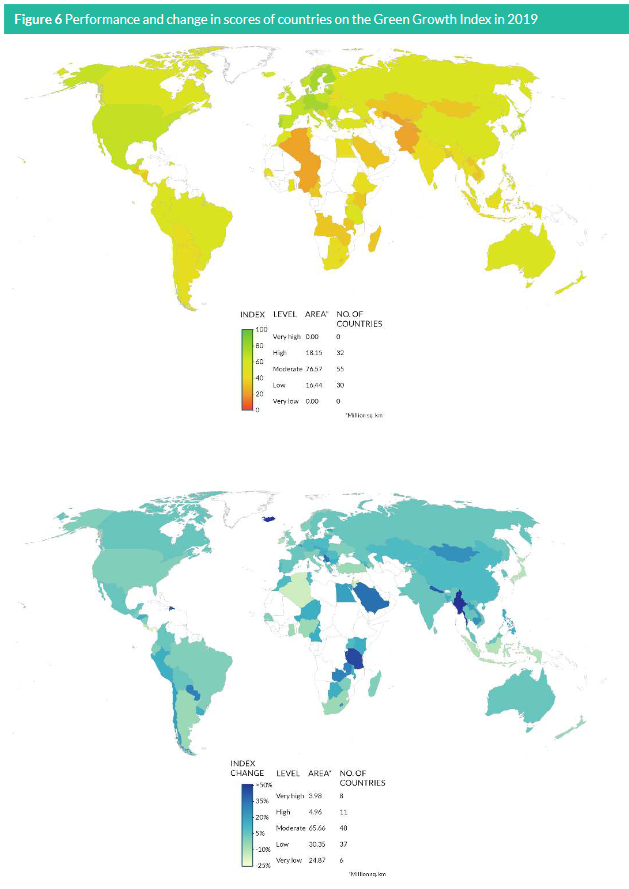 Figure 6 Performance and change in scores of countries on the Green Growth Index in 2019
INDEX LEVEL AREA* NO. OF COUNTRIES
100
Very high 0.00 0
80
High 18.15 32
60
Moderate 76.57 55
40
Low 16.44 30
20
Very low 0.00 0
0
*Million sq. km
INDEX CHANGE LEVEL AREA* NO. OF COUNTRIES
>50%
Very high 3.98 8
35%
High 4.96 11
20%
Moderate 65.66 48
5%
Low 30.35 37
-10%
Very low 24.87 6
-25%
*Million sq. km